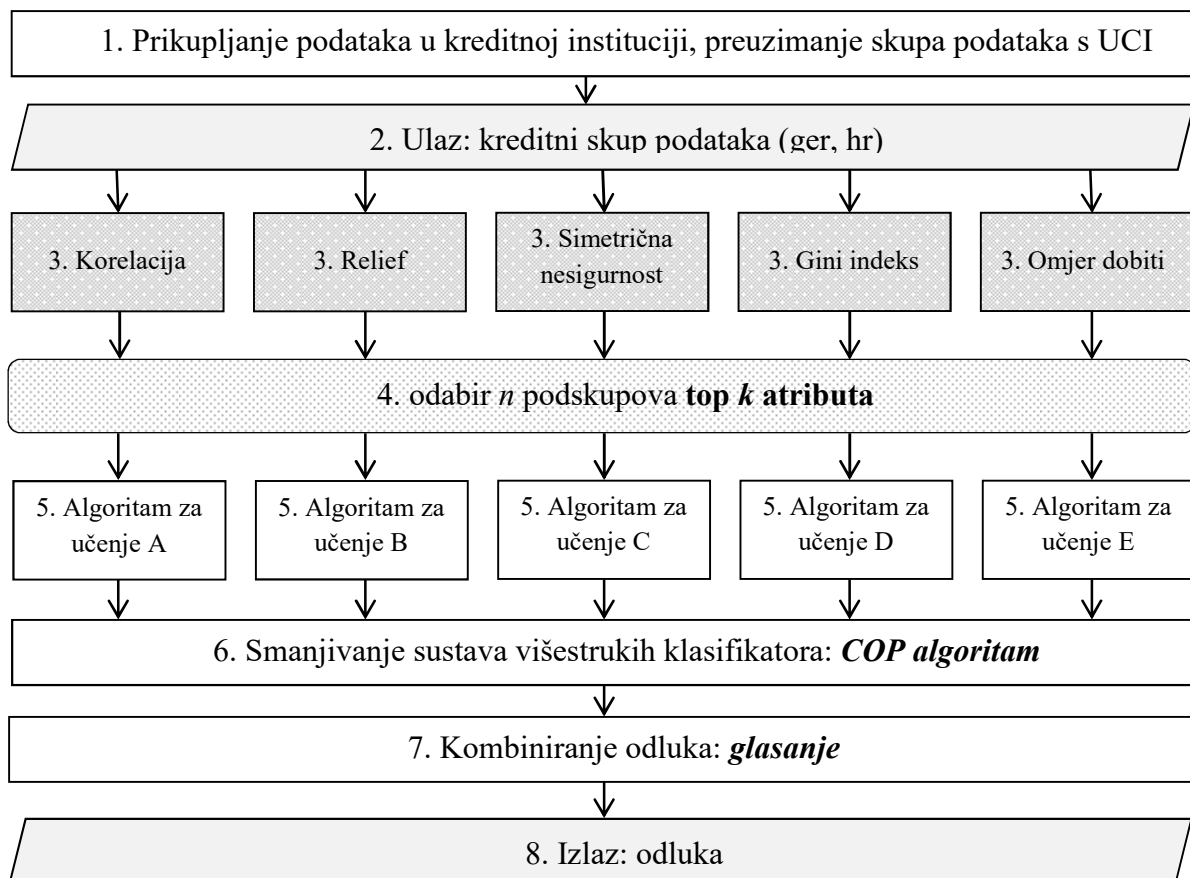 1. Prikupljanje podataka u kreditnoj instituciji, preuzimanje skupa podataka s UCI
2. Ulaz: kreditni skup podataka (ger, hr)
3. Korelacija
3. Relief
3. Simetrična
nesigurnost
3. Gini indeks
3. Omjer dobiti
4. odabir n podskupova top k atributa
5. Algoritam za
učenje A
5. Algoritam za
učenje B
5. Algoritam za
učenje C
5. Algoritam za
učenje D
5. Algoritam za
učenje E
6. Smanjivanje sustava višestrukih klasifikatora: COP algoritam
7. Kombiniranje odluka: glasanje
8. Izlaz: odluka